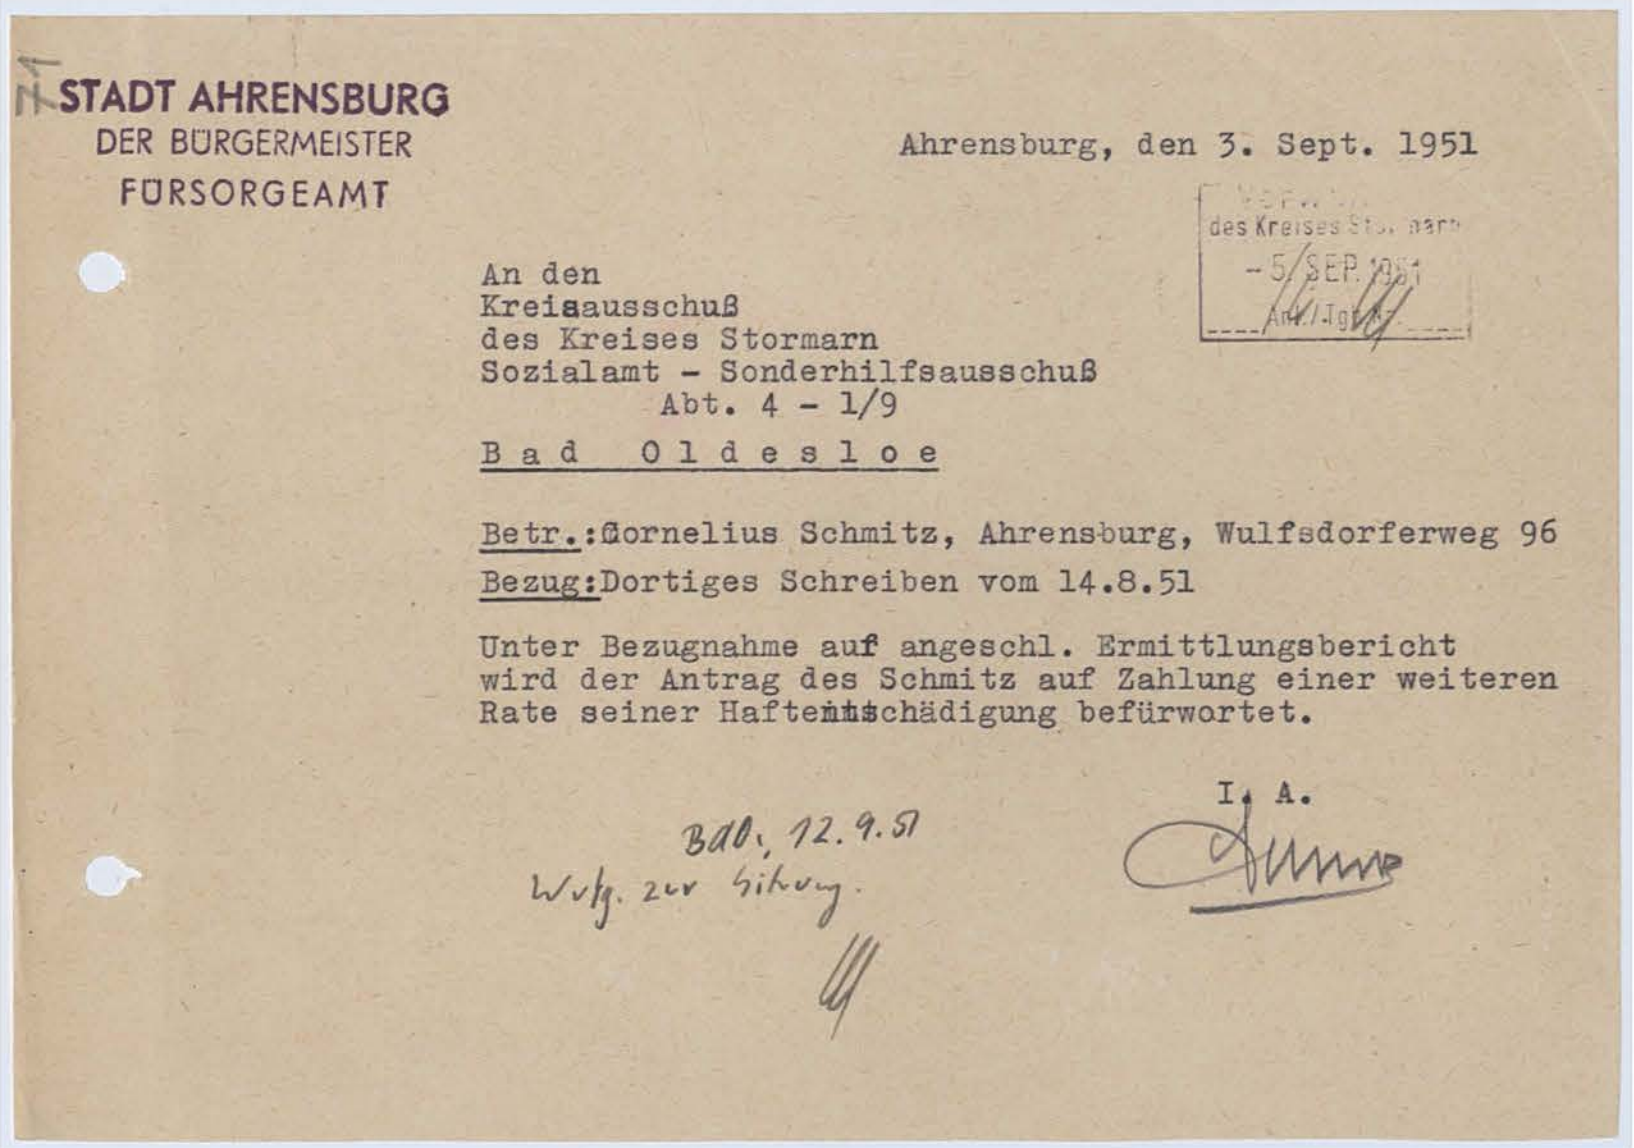 71
STADT AHRENSBURG
DER BÜRGERMEISTER
FÜRSORGEAMT
Ahrensburg, den 3. Sept. 1951
des Kreises Stormarn
- 5. SEP. 1951
An den
Kreisausschuß
des Kreises Stormarn
Sozialamt - Sonderhilfsausschuß
Abt. 4 - 1/9
Bad Oldesloe
Betr.:Cornelius Schmitz, Ahrensburg, Wulfsdorferweg 96
Bezug:Dortiges Schreiben vom 14.8.51
Unter Bezugnahme auf angeschl. Ermittlungsbericht
wird der Antrag des Schmitz auf Zahlung einer weiteren
Rate seiner Haftentschädigung befürwortet.
I. A.
BdO., 12.9.51
Wvlg. zur Sitzung.